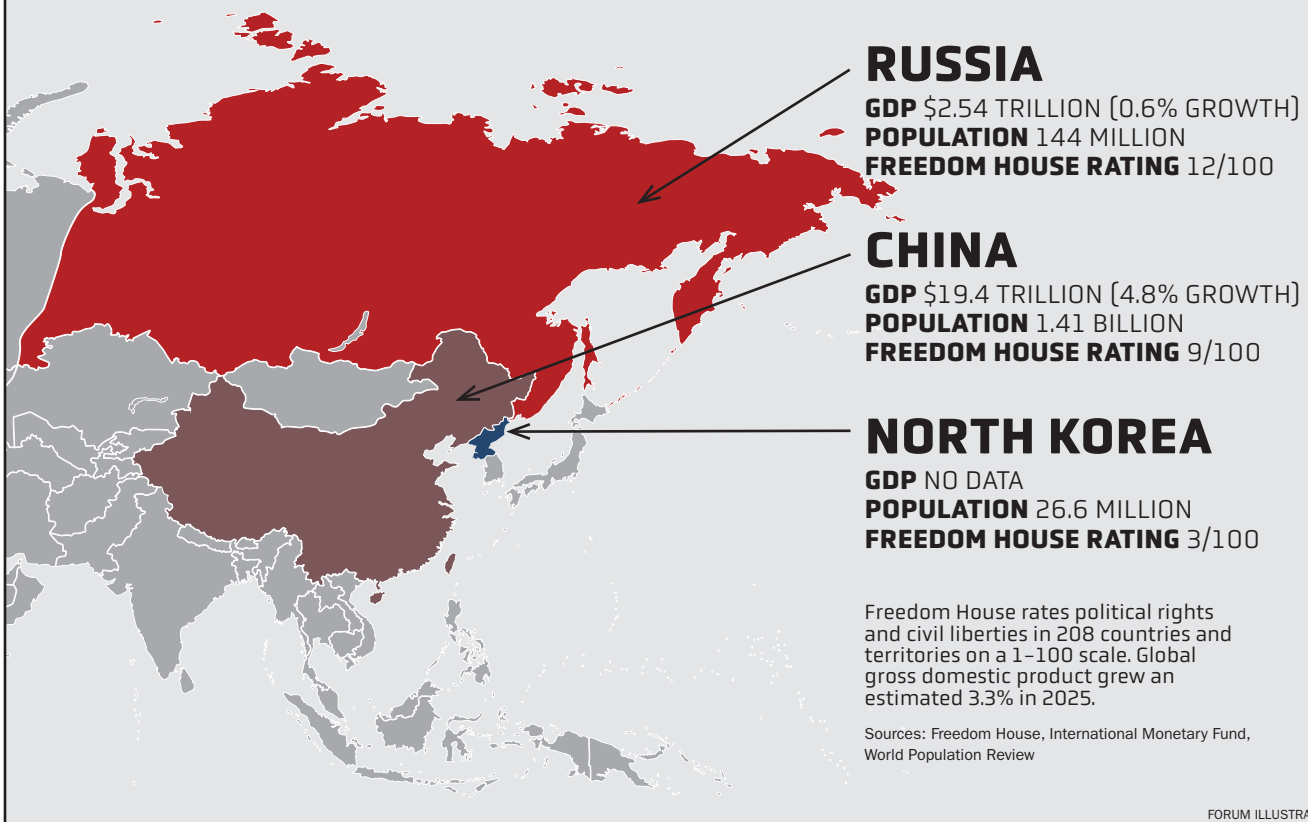 RUSSIA
GDP $2.54 TRILLION (0.6% GROWTH)
POPULATION 144 MILLION
FREEDOM HOUSE RATING 12/100
CHINA
GDP $19.4 TRILLION (4.8% GROWTH)
POPULATION 1.41 BILLION
FREEDOM HOUSE RATING 9/100
NORTH KOREA
GDP NO DATA
POPULATION 26.6 MILLION
FREEDOM HOUSE RATING 3/100
Freedom House rates political rights
and civil liberties in 208 countries and
territories on a 1–100 scale. Global
gross domestic product grew an
estimated 3.3% in 2025.
Sources: Freedom House, International Monetary Fund,
World Population Review
FORUM